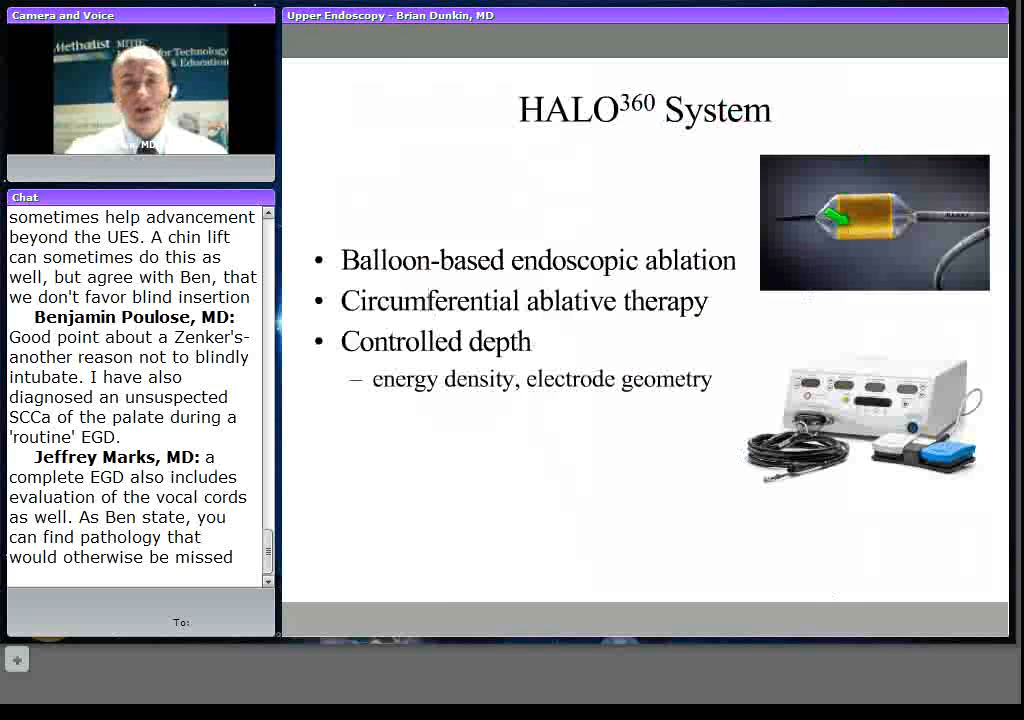 Camera and Voice
Methodist
for Technology
& Education
Chat
sometimes help advancement
beyond the UES. A chin lift
can sometimes do this as
well, but agree with Ben, that
we don't favor blind insertion
Benjamin Poulose, MD:
Good point about a Zenker's-
another reason not to blindly
intubate. I have also
diagnosed an unsuspected
SCCa of the palate during a
'routine' EGD.
Jeffrey Marks, MD: a
complete EGD also includes
evaluation of the vocal cords
as well. As Ben state, you
can find pathology that
would otherwise be missed
To:
Upper Endoscopy - Brian Dunkin, MD
HALO360 System
• Balloon-based endoscopic ablation
• Circumferential ablative therapy
• Controlled depth
– energy density, electrode geometry